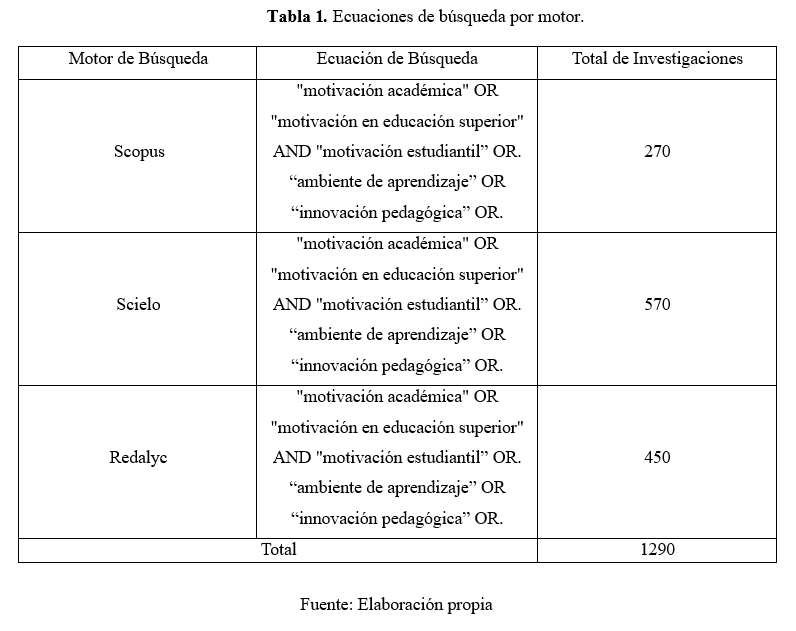 Tabla 1. Ecuaciones de búsqueda por motor.
Motor de Búsqueda Ecuación de Búsqueda Total de Investigaciones
"motivación académica" OR
"motivación en educación superior"
Scopus AND "motivación estudiantil” OR. 270
“ambiente de aprendizaje” OR
“innovación pedagógica” OR.
"motivación académica" OR
"motivación en educación superior"
Scielo AND "motivación estudiantil” OR. 570
“ambiente de aprendizaje” OR
“innovación pedagógica” OR.
"motivación académica" OR
"motivación en educación superior"
Redalyc AND "motivación estudiantil” OR. 450
“ambiente de aprendizaje” OR
“innovación pedagógica” OR.
Total 1290
Fuente: Elaboración propia